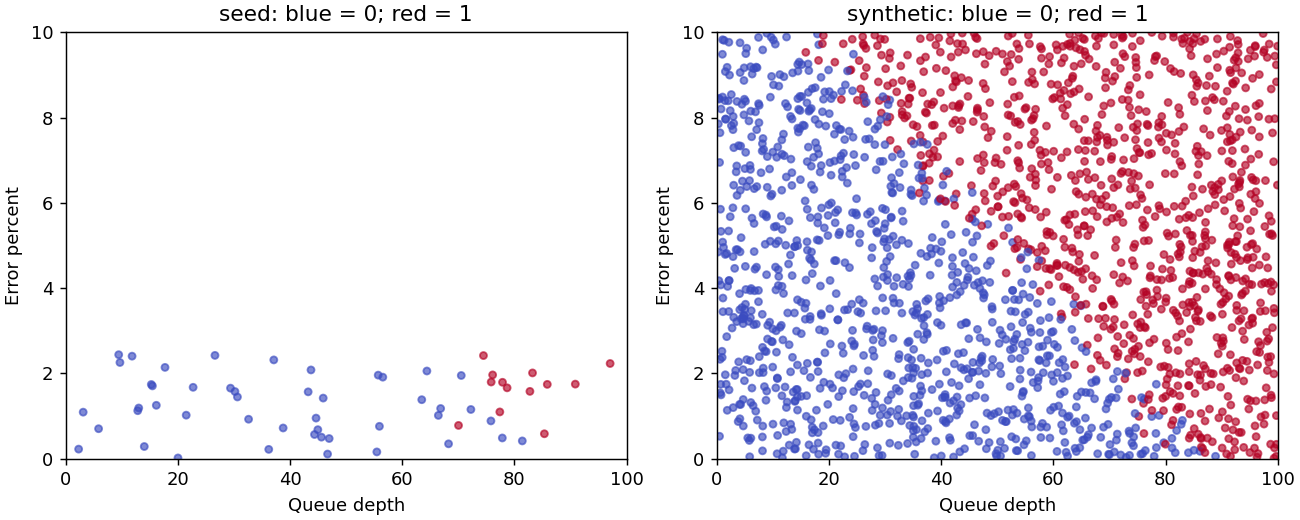 seed: blue = 0; red = 1
10
8
6
4
2
0
Error percent
0 20 40 60 80 100
Queue depth
synthetic: blue = 0; red = 1
10
8
6
4
2
0
Error percent
0 20 40 60 80 100
Queue depth